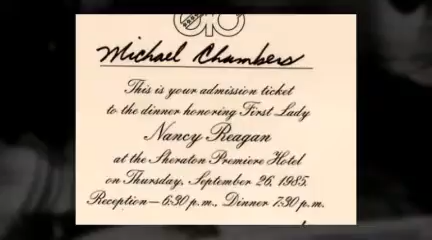 Michael Chambers
This is your admission ticket
to the dinner honoring First Lady
Nancy Reagan
at the Sheraton Premiere Hotel
on Thursday, September 26, 1985.
Reception—6:30 p.m., Dinner 7:30 p.m.